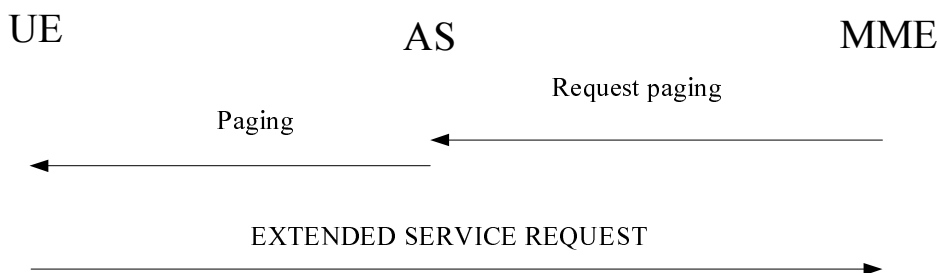 UE
AS
MME
Request paging
Paging
EXTENDED SERVICE REQUEST